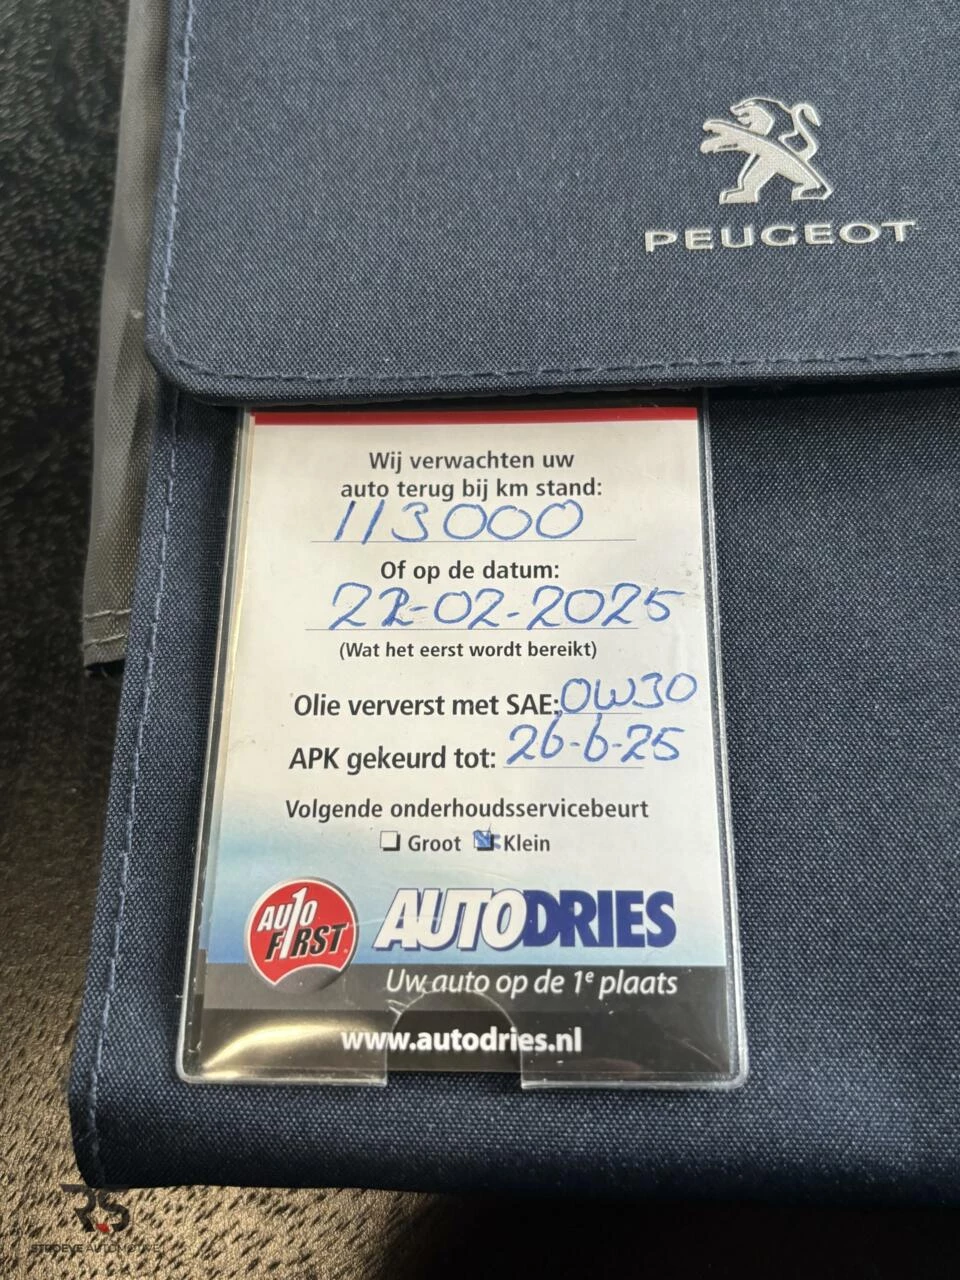 PEUGEOT
Wij verwachten uw
auto terug bij km stand:
113000
Of op de datum:
22-02-2025
(Wat het eerst wordt bereikt)
Olie ververst met SAE: 0W30
APK gekeurd tot: 26-6-25
Volgende onderhoudsservicebeurt
Groot Klein
AUTO FIRST
AUTODRIES
Uw auto op de 1e plaats
www.autodries.nl
RS
STROEVE AUTOMOTIVE